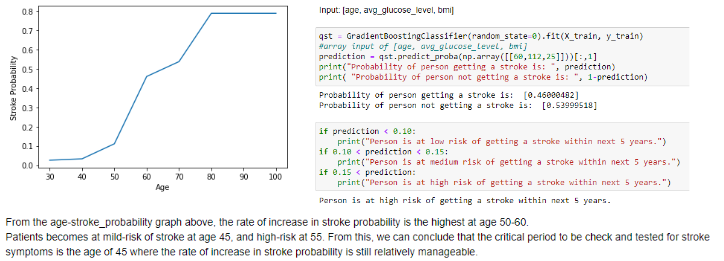 0.8
0.7
0.6
0.5
0.4
0.3
0.2
0.1
0.0
Stroke Probability
30 40 50 60 70 80 90 100
Age
Input: [age, avg_glucose_level, bmi]
qst = GradientBoostingClassifier(random_state=0).fit(X_train, y_train)
#array input of [age, avg_glucose_level, bmi]
prediction = qst.predict_proba(np.array([[60,112,25]]))[:,1]
print("Probability of person getting a stroke is: ", prediction)
print( "Probability of person not getting a stroke is: ", 1-prediction)
Probability of person getting a stroke is:  [0.46000482]
Probability of person not getting a stroke is:  [0.53999518]
if prediction < 0.10:
    print("Person is at low risk of getting a stroke within next 5 years.")
if 0.10 < prediction < 0.15:
    print("Person is at medium risk of getting a stroke within next 5 years.")
if 0.15 < prediction:
    print("Person is at high risk of getting a stroke within next 5 years.")
Person is at high risk of getting a stroke within next 5 years.
From the age-stroke_probability graph above, the rate of increase in stroke probability is the highest at age 50-60.
Patients becomes at mild-risk of stroke at age 45, and high-risk at 55. From this, we can conclude that the critical period to be check and tested for stroke
symptoms is the age of 45 where the rate of increase in stroke probability is still relatively manageable.